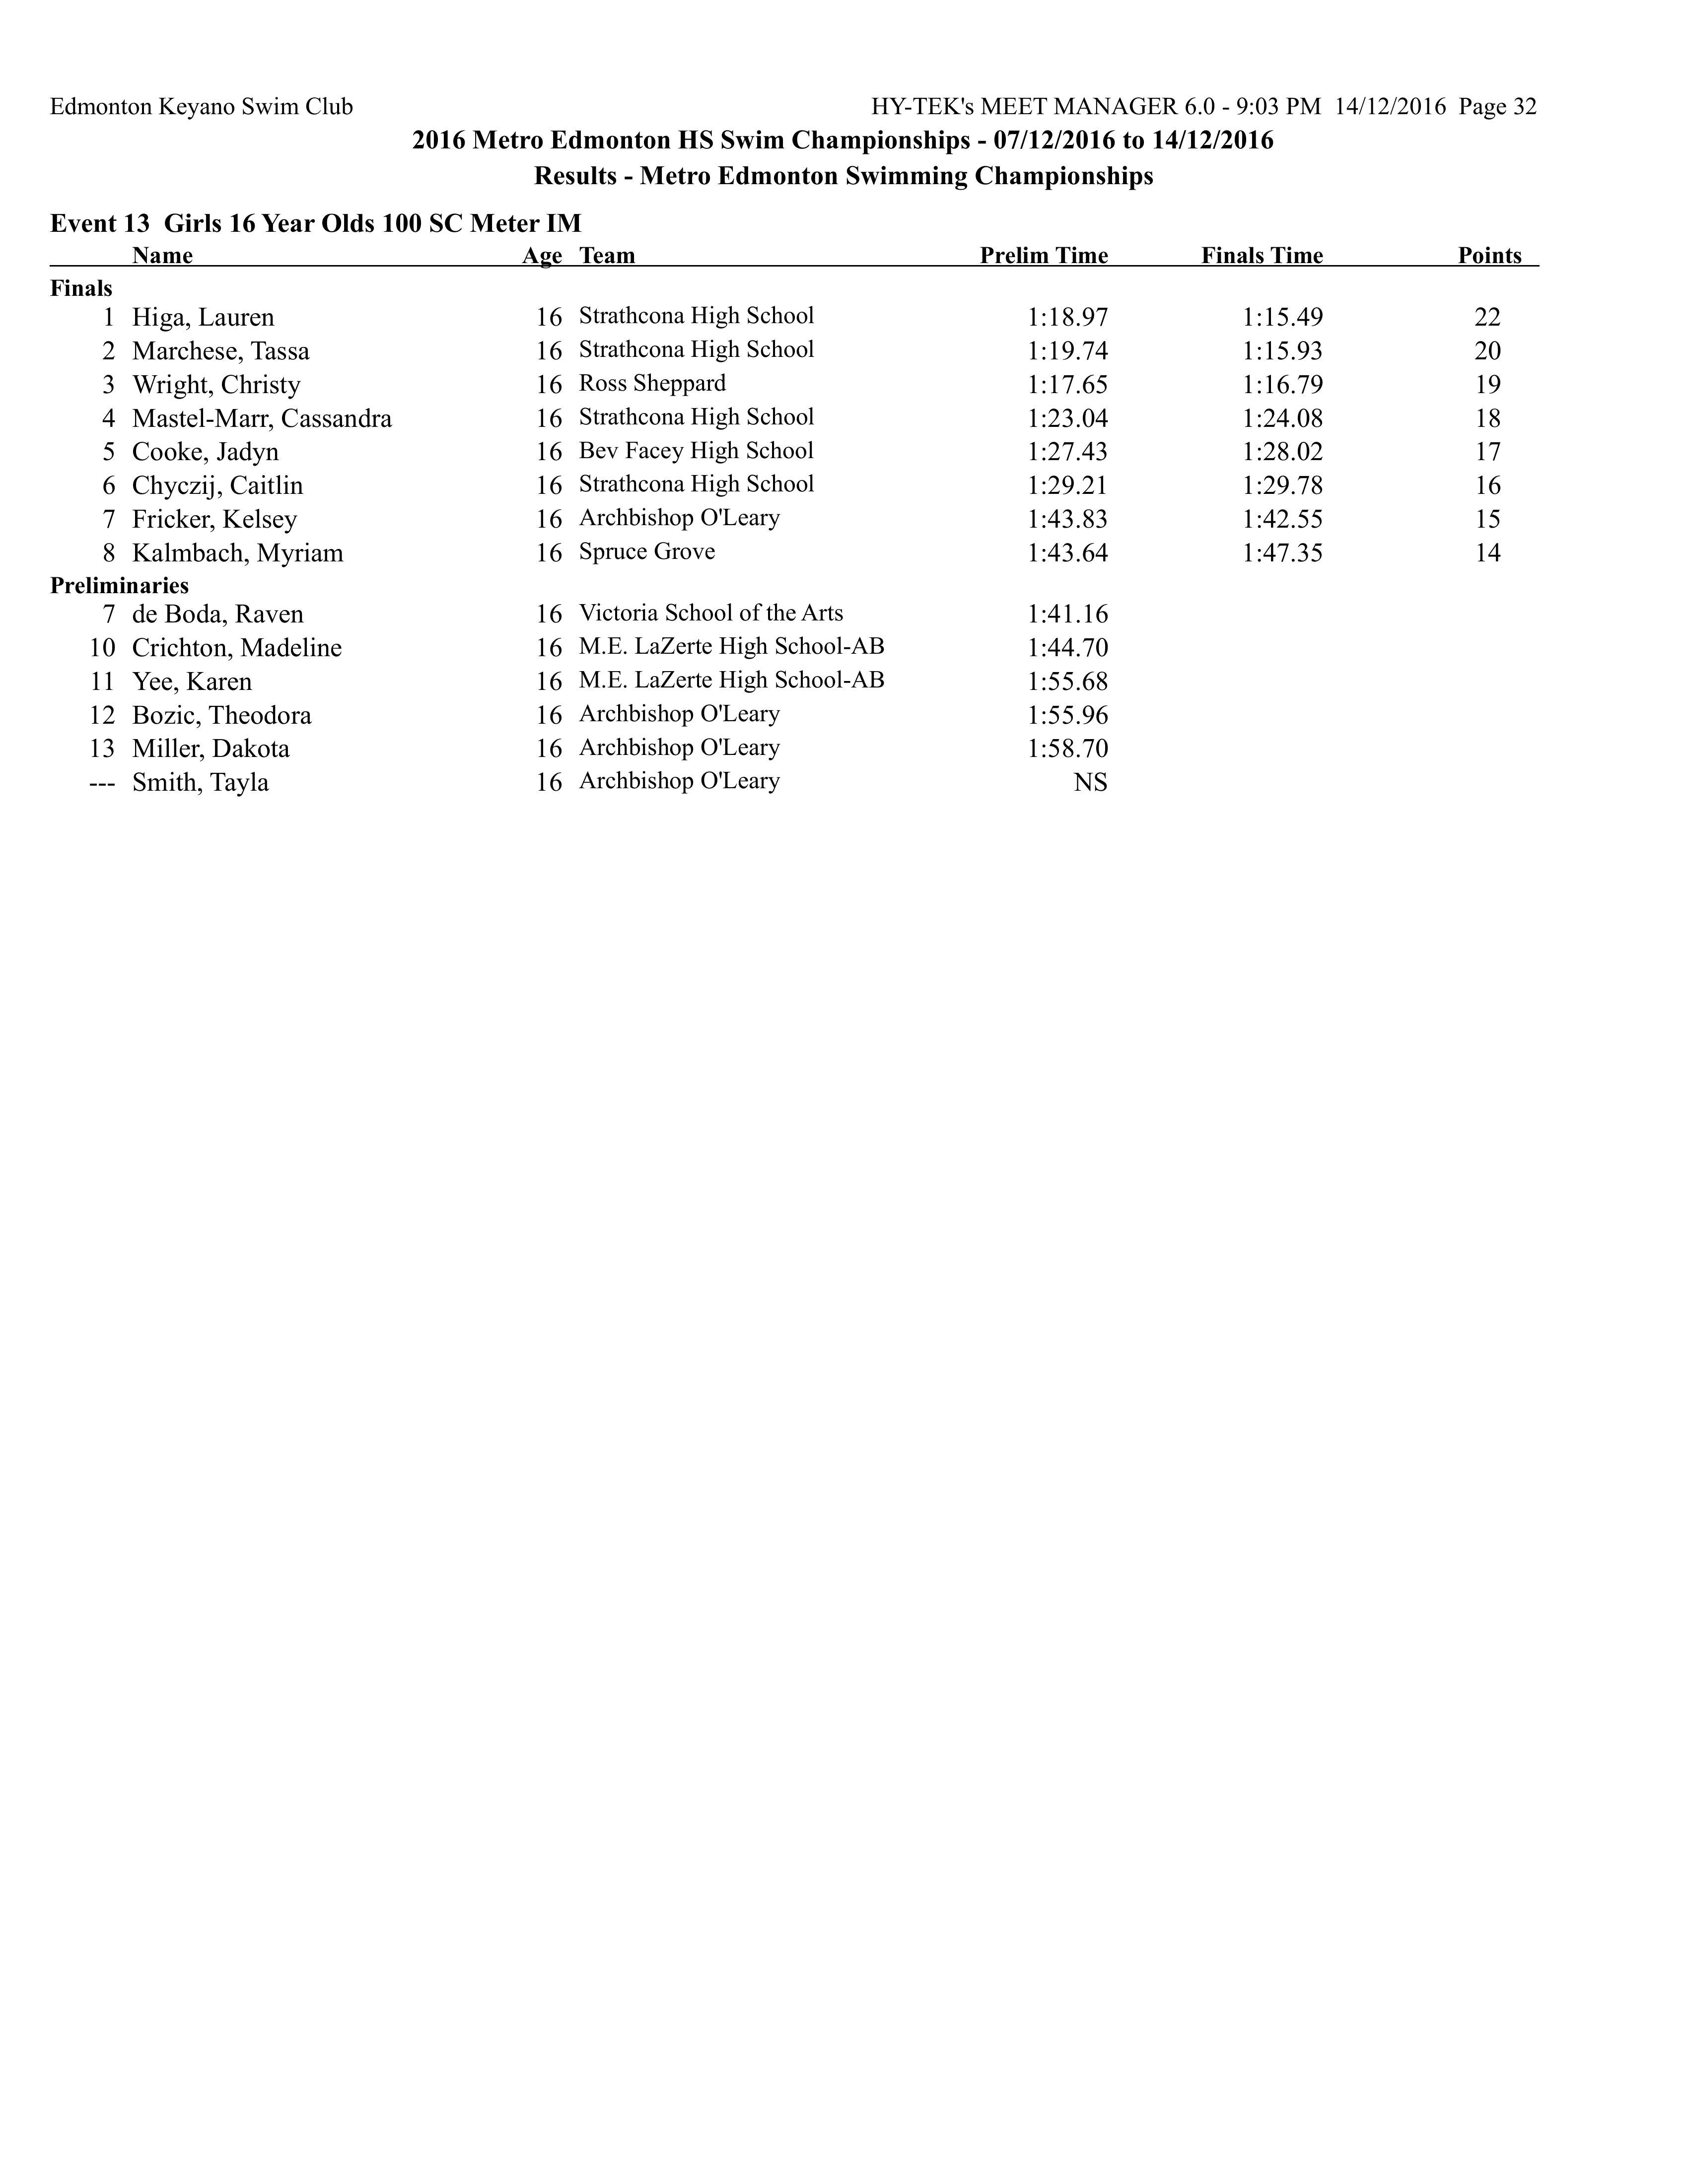 Edmonton Keyano Swim Club HY-TEK's MEET MANAGER 6.0 - 9:03 PM 14/12/2016 Page 32
2016 Metro Edmonton HS Swim Championships - 07/12/2016 to 14/12/2016
Results - Metro Edmonton Swimming Championships
Event 13 Girls 16 Year Olds 100 SC Meter IM
Name Age Team Prelim Time Finals Time Points
Finals
1 Higa, Lauren 16 Strathcona High School 1:18.97 1:15.49 22
2 Marchese, Tassa 16 Strathcona High School 1:19.74 1:15.93 20
3 Wright, Christy 16 Ross Sheppard 1:17.65 1:16.79 19
4 Mastel-Marr, Cassandra 16 Strathcona High School 1:23.04 1:24.08 18
5 Cooke, Jadyn 16 Bev Facey High School 1:27.43 1:28.02 17
6 Chyczij, Caitlin 16 Strathcona High School 1:29.21 1:29.78 16
7 Fricker, Kelsey 16 Archbishop O'Leary 1:43.83 1:42.55 15
8 Kalmbach, Myriam 16 Spruce Grove 1:43.64 1:47.35 14
Preliminaries
7 de Boda, Raven 16 Victoria School of the Arts 1:41.16
10 Crichton, Madeline 16 M.E. LaZerte High School-AB 1:44.70
11 Yee, Karen 16 M.E. LaZerte High School-AB 1:55.68
12 Bozic, Theodora 16 Archbishop O'Leary 1:55.96
13 Miller, Dakota 16 Archbishop O'Leary 1:58.70
--- Smith, Tayla 16 Archbishop O'Leary NS